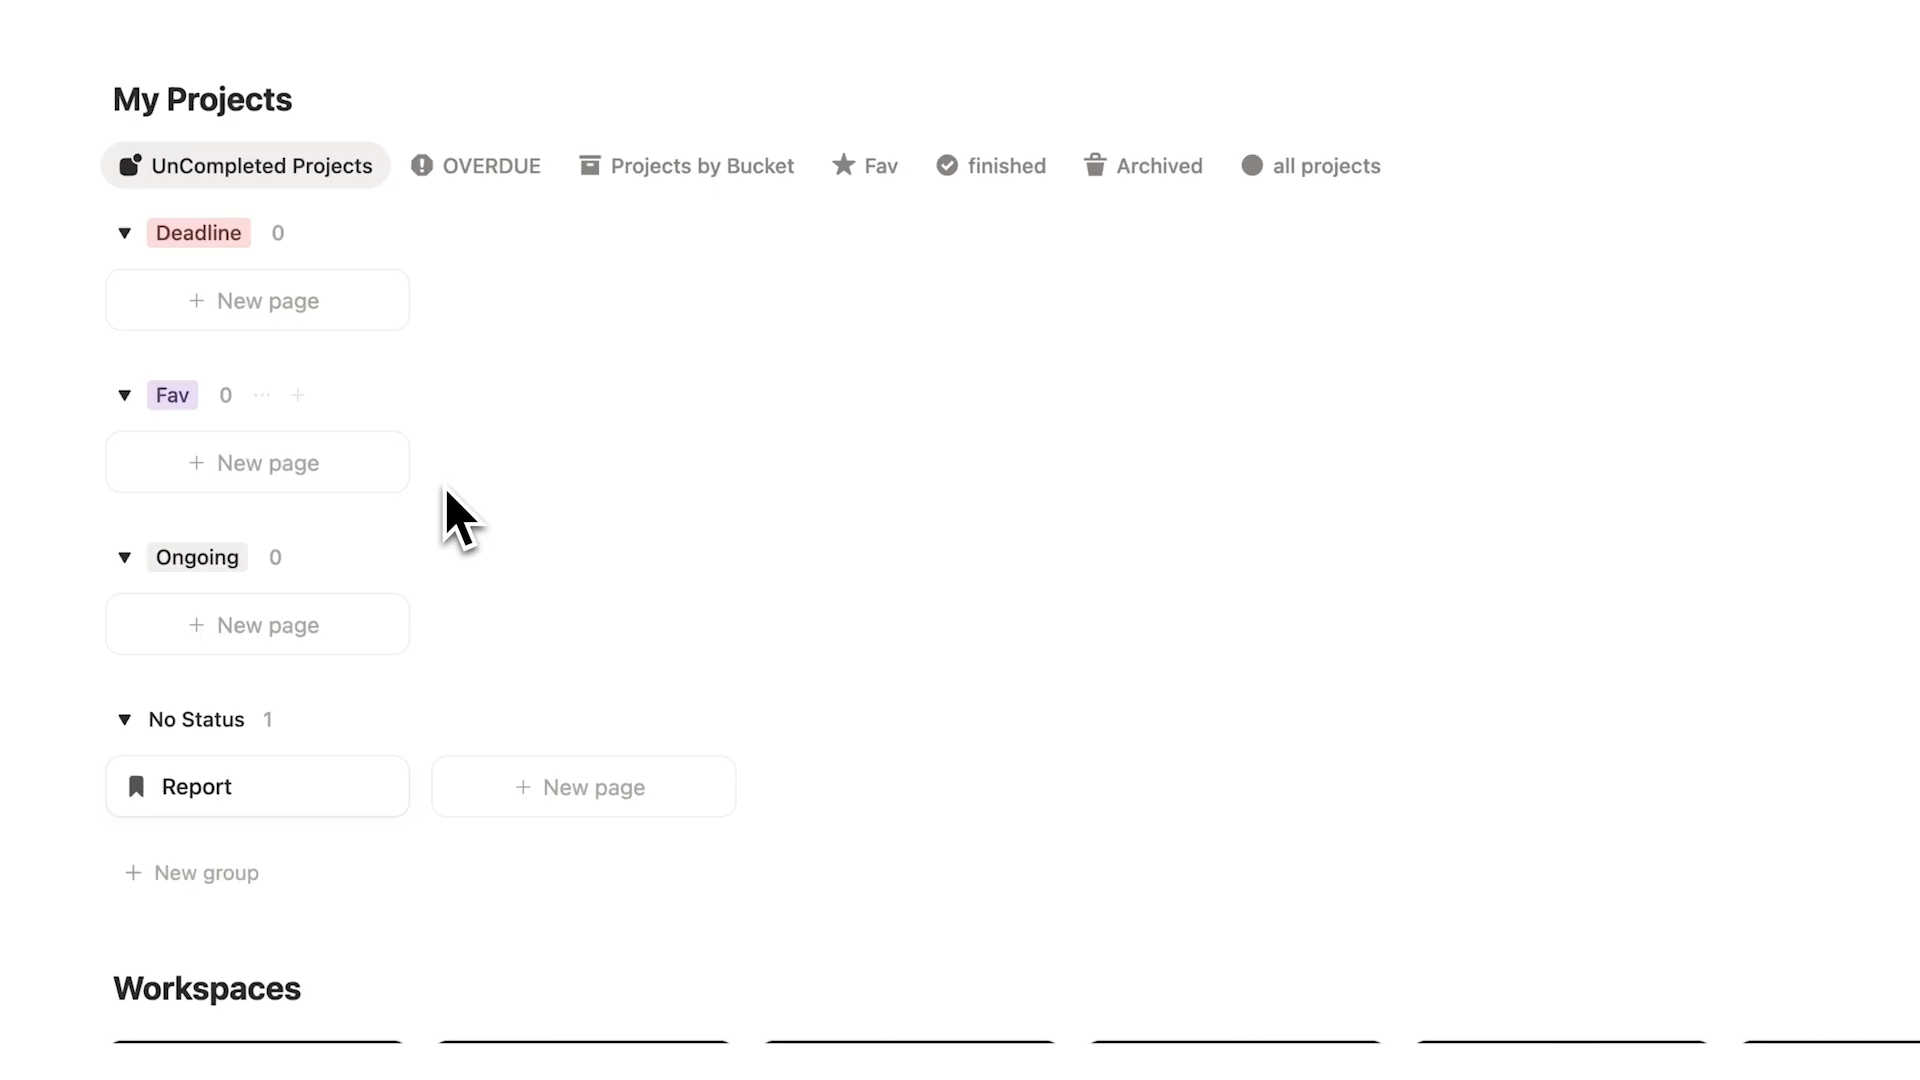 My Projects
UnCompleted Projects OVERDUE Projects by Bucket Fav finished Archived all projects
Deadline 0
+ New page
Fav 0 ... +
+ New page
Ongoing 0
+ New page
No Status 1
Report + New page
+ New group
Workspaces